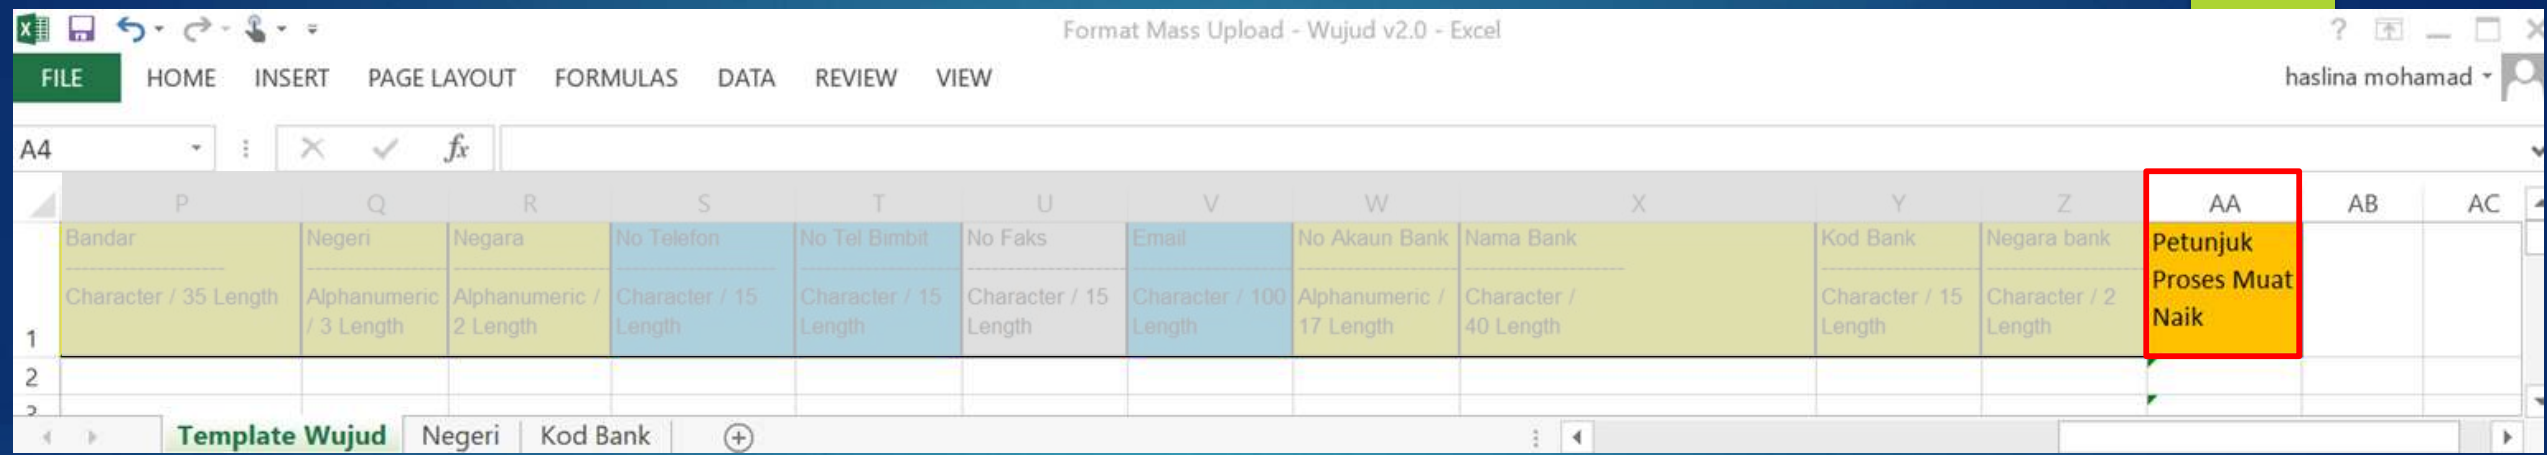 Format Mass Upload - Wujud v2.0 - Excel
?
FILE HOME INSERT PAGE LAYOUT FORMULAS DATA REVIEW VIEW
haslina mohamad
A4
fx
P Q R S T U V W X Y Z AA AB AC
1
Bandar
--------------------
Character / 35 Length
Negeri
--------------------
Alphanumeric
/ 3 Length
Negara
--------------------
Alphanumeric /
2 Length
No Telefon
--------------------
Character / 15
Length
No Tel Bimbit
--------------------
Character / 15
Length
No Faks
--------------------
Character / 15
Length
Email
--------------------
Character / 100
Length
No Akaun Bank
--------------------
Alphanumeric /
17 Length
Nama Bank
--------------------
Character /
40 Length
Kod Bank
--------------------
Character / 15
Length
Negara bank
--------------------
Character / 2
Length
Petunjuk
Proses Muat
Naik
2
3
Template Wujud Negeri Kod Bank